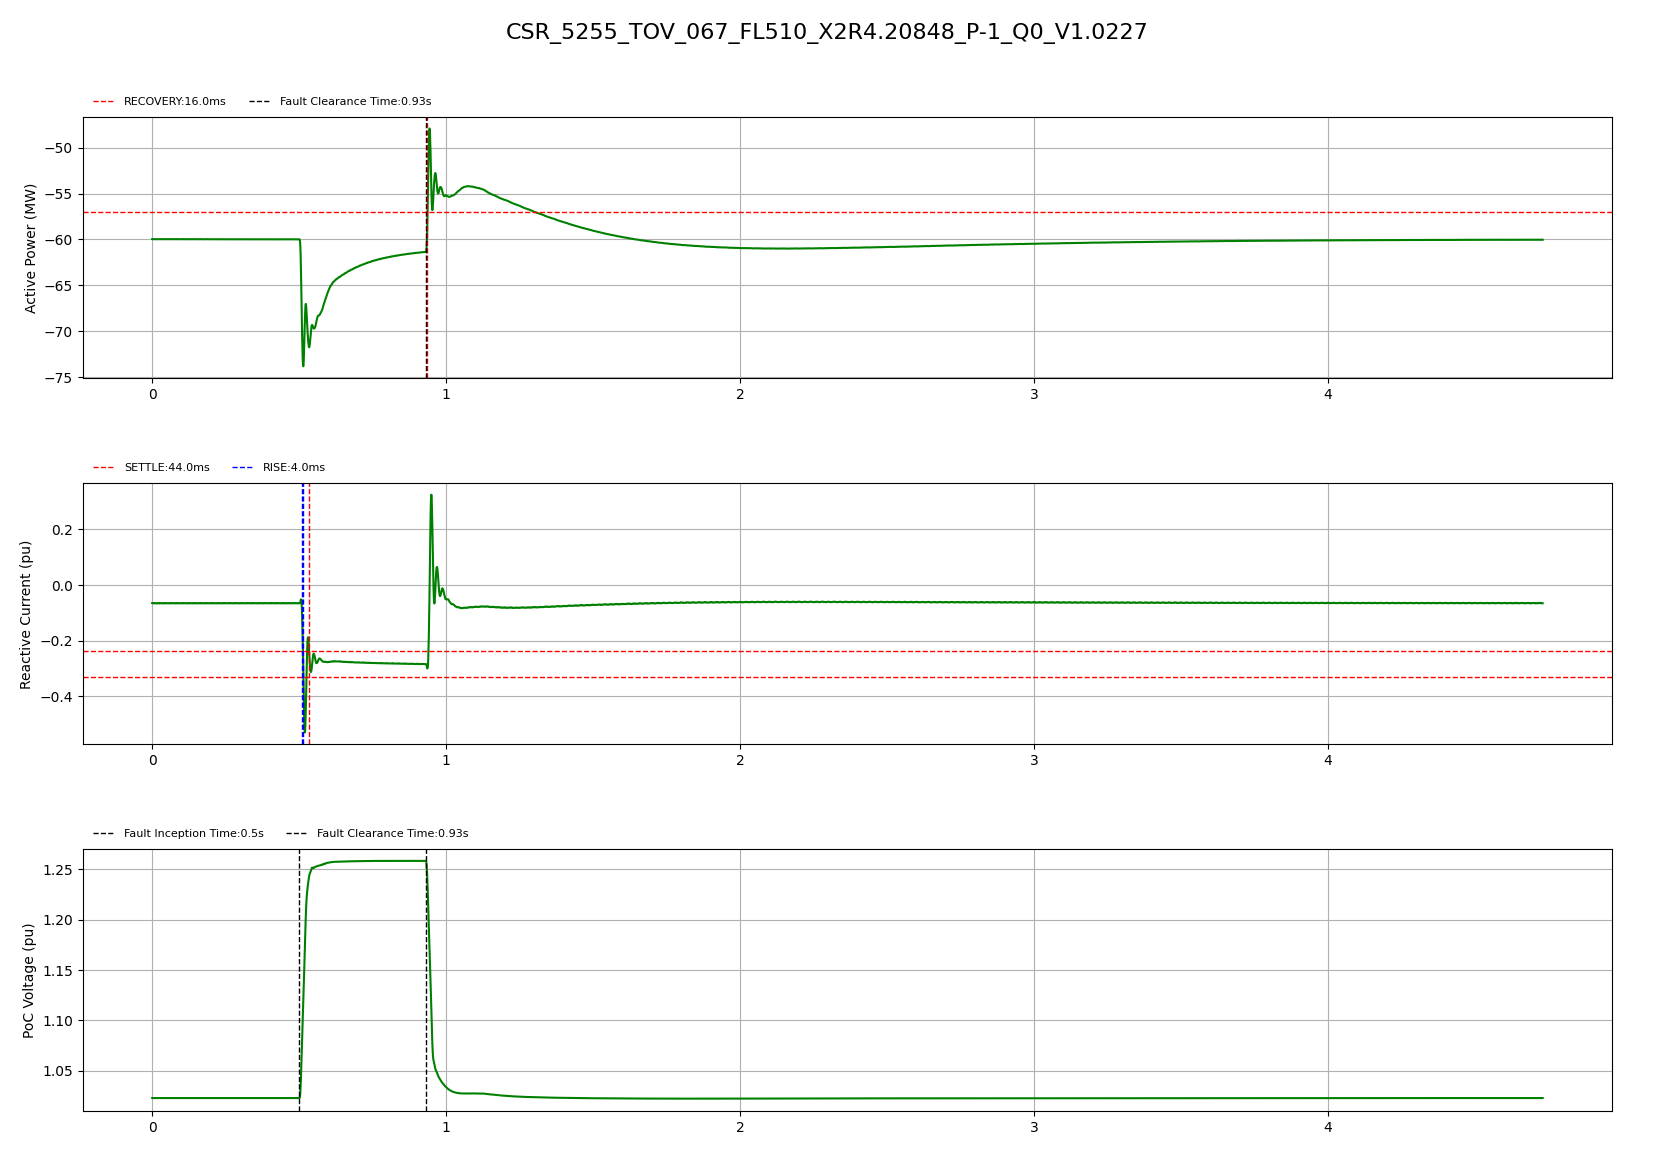 CSR_5255_TOV_067_FL510_X2R4.20848_P-1_Q0_V1.0227
RECOVERY:16.0ms Fault Clearance Time:0.93s
Active Power (MW)
−50
−55
−60
−65
−70
−75
0 1 2 3 4
SETTLE:44.0ms RISE:4.0ms
Reactive Current (pu)
0.2
0.0
−0.2
−0.4
0 1 2 3 4
Fault Inception Time:0.5s Fault Clearance Time:0.93s
PoC Voltage (pu)
1.25
1.20
1.15
1.10
1.05
0 1 2 3 4